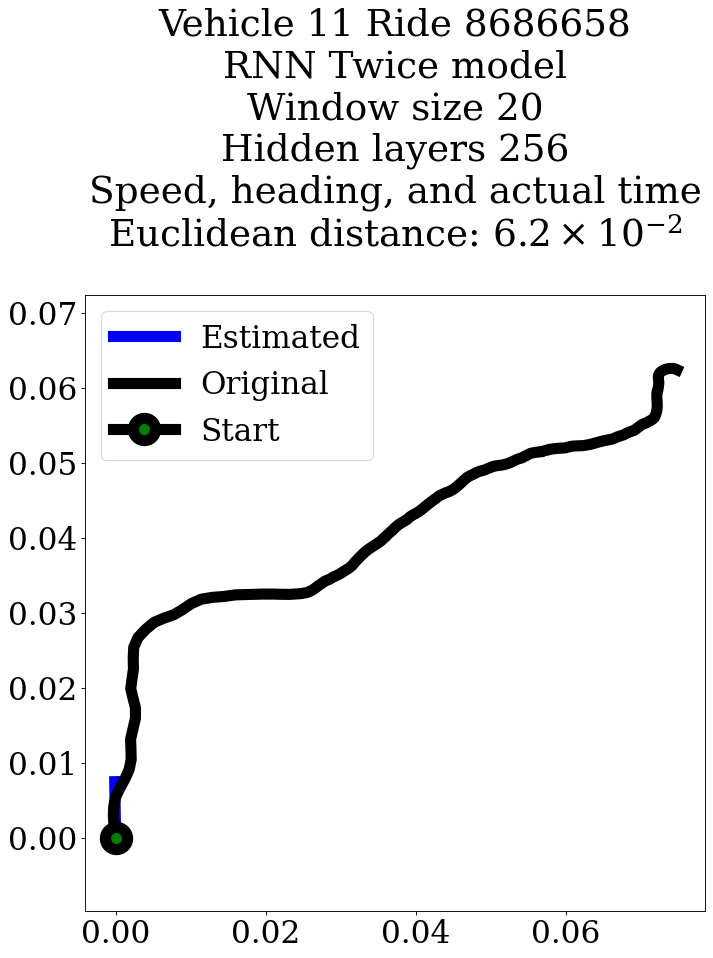 Vehicle 11 Ride 8686658
RNN Twice model
Window size 20
Hidden layers 256
Speed, heading, and actual time
Euclidean distance: 6.2 × 10⁻²
Estimated
Original
Start
0.07
0.06
0.05
0.04
0.03
0.02
0.01
0.00
0.00 0.02 0.04 0.06